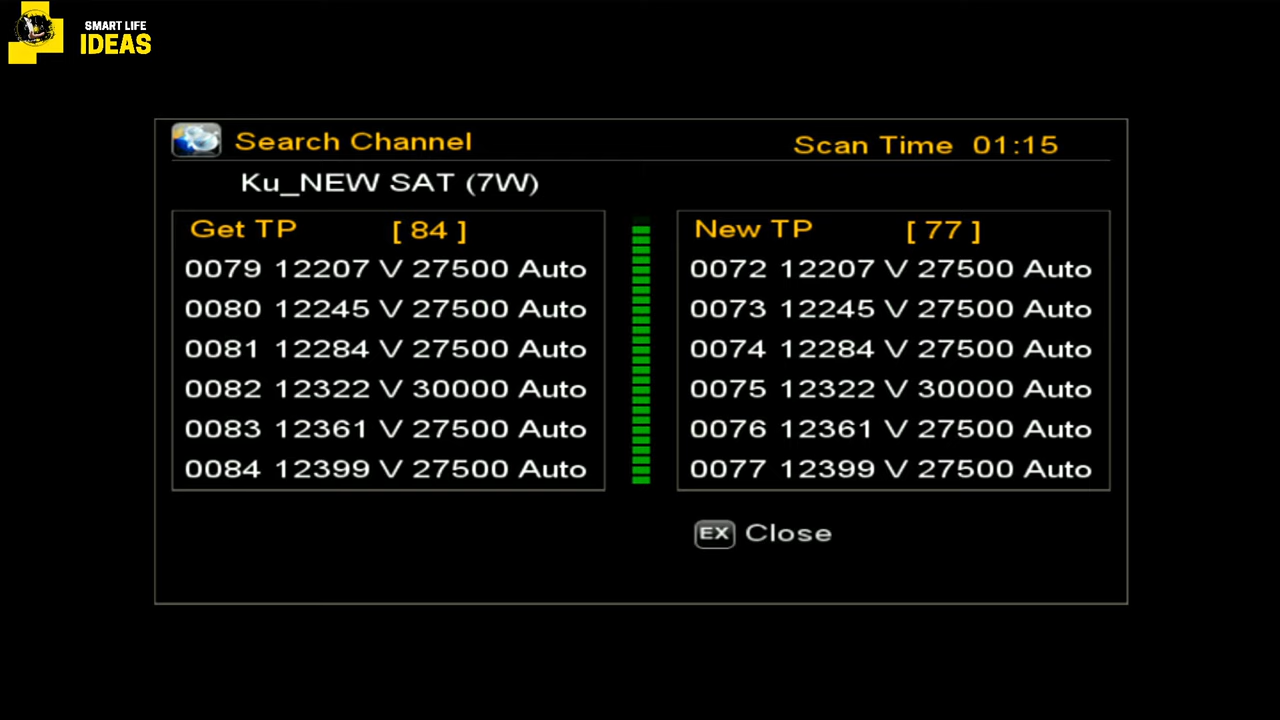 SMART LIFE
IDEAS
Search Channel
Scan Time 01:15
Ku_NEW SAT (7W)
Get TP [ 84 ]
0079 12207 V 27500 Auto
0080 12245 V 27500 Auto
0081 12284 V 27500 Auto
0082 12322 V 30000 Auto
0083 12361 V 27500 Auto
0084 12399 V 27500 Auto
New TP [ 77 ]
0072 12207 V 27500 Auto
0073 12245 V 27500 Auto
0074 12284 V 27500 Auto
0075 12322 V 30000 Auto
0076 12361 V 27500 Auto
0077 12399 V 27500 Auto
EX Close